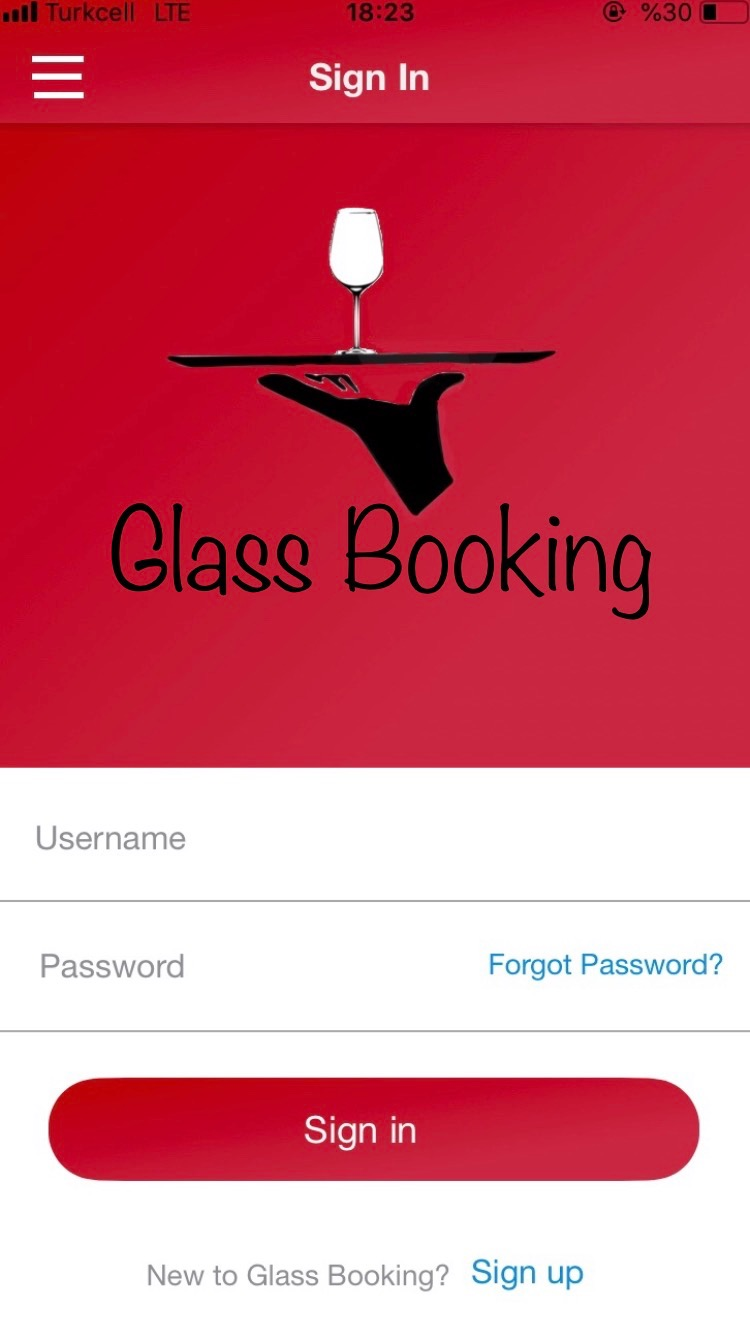 Turkcell LTE 18:23 %30
Sign In
Glass Booking
Username
Password Forgot Password?
Sign in
New to Glass Booking? Sign up